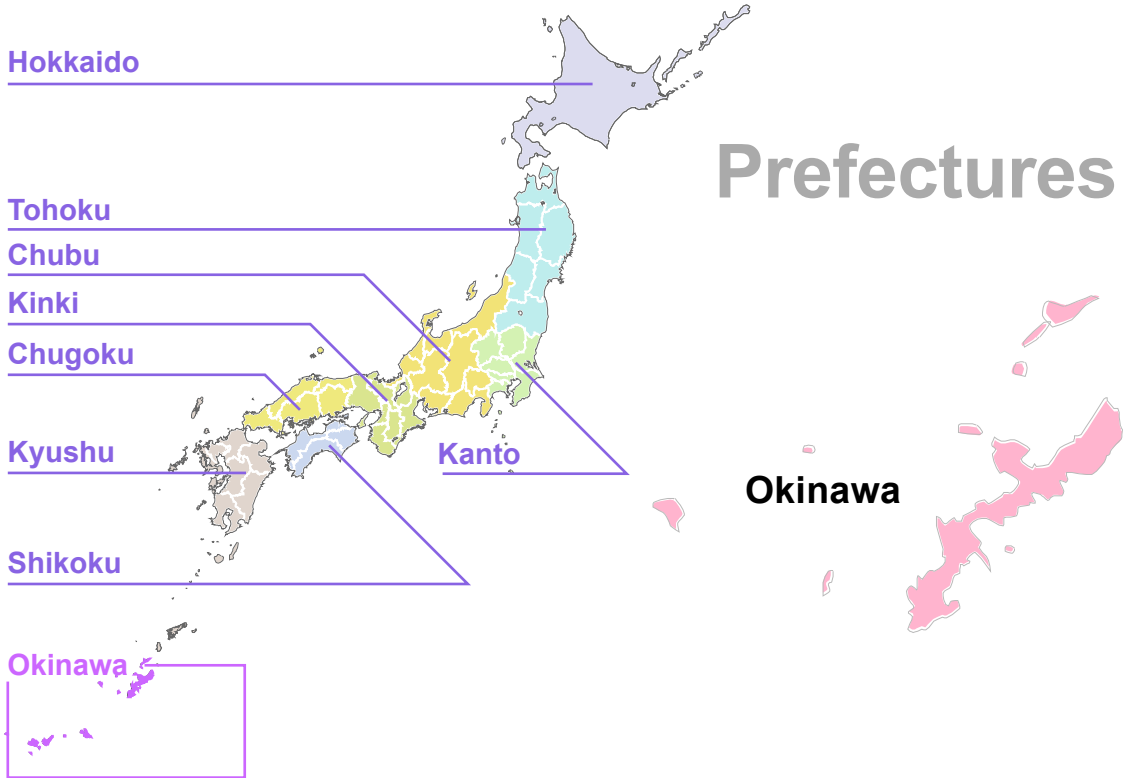 Hokkaido
Prefectures
Tohoku
Chubu
Kinki
Chugoku
Kyushu
Kanto
Okinawa
Shikoku
Okinawa